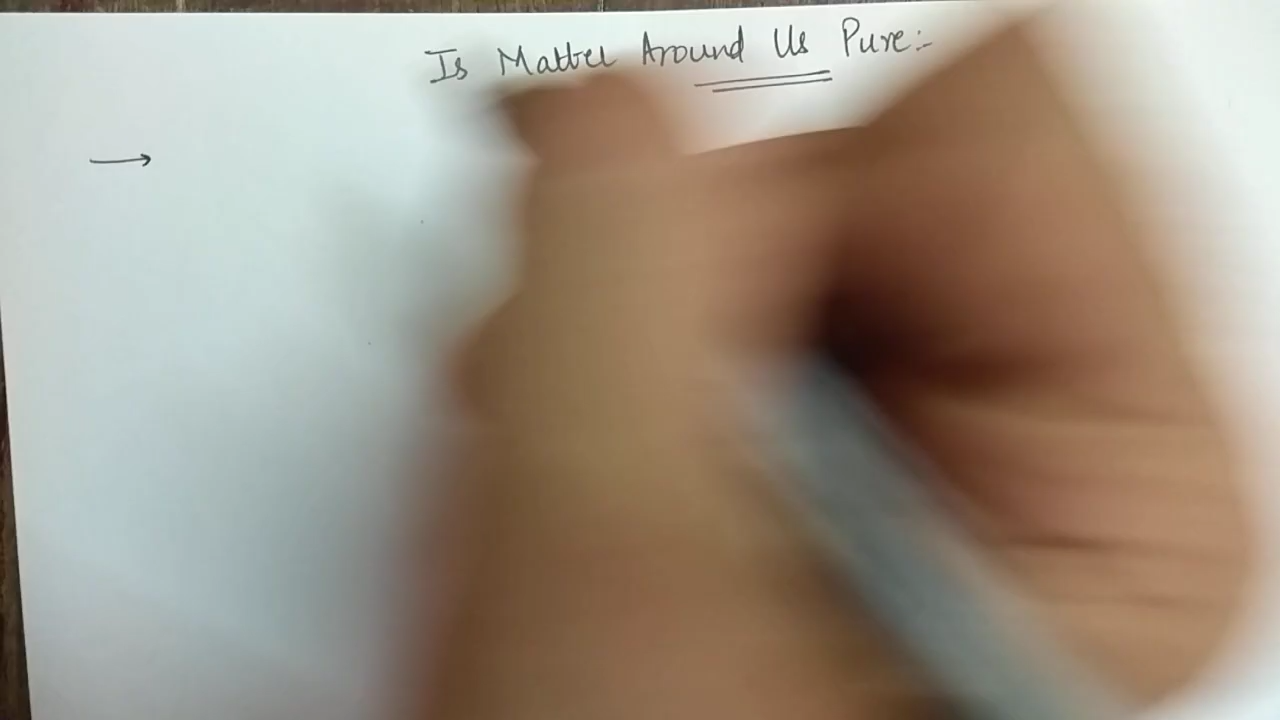 Is Matter Around Us Pure:-
→